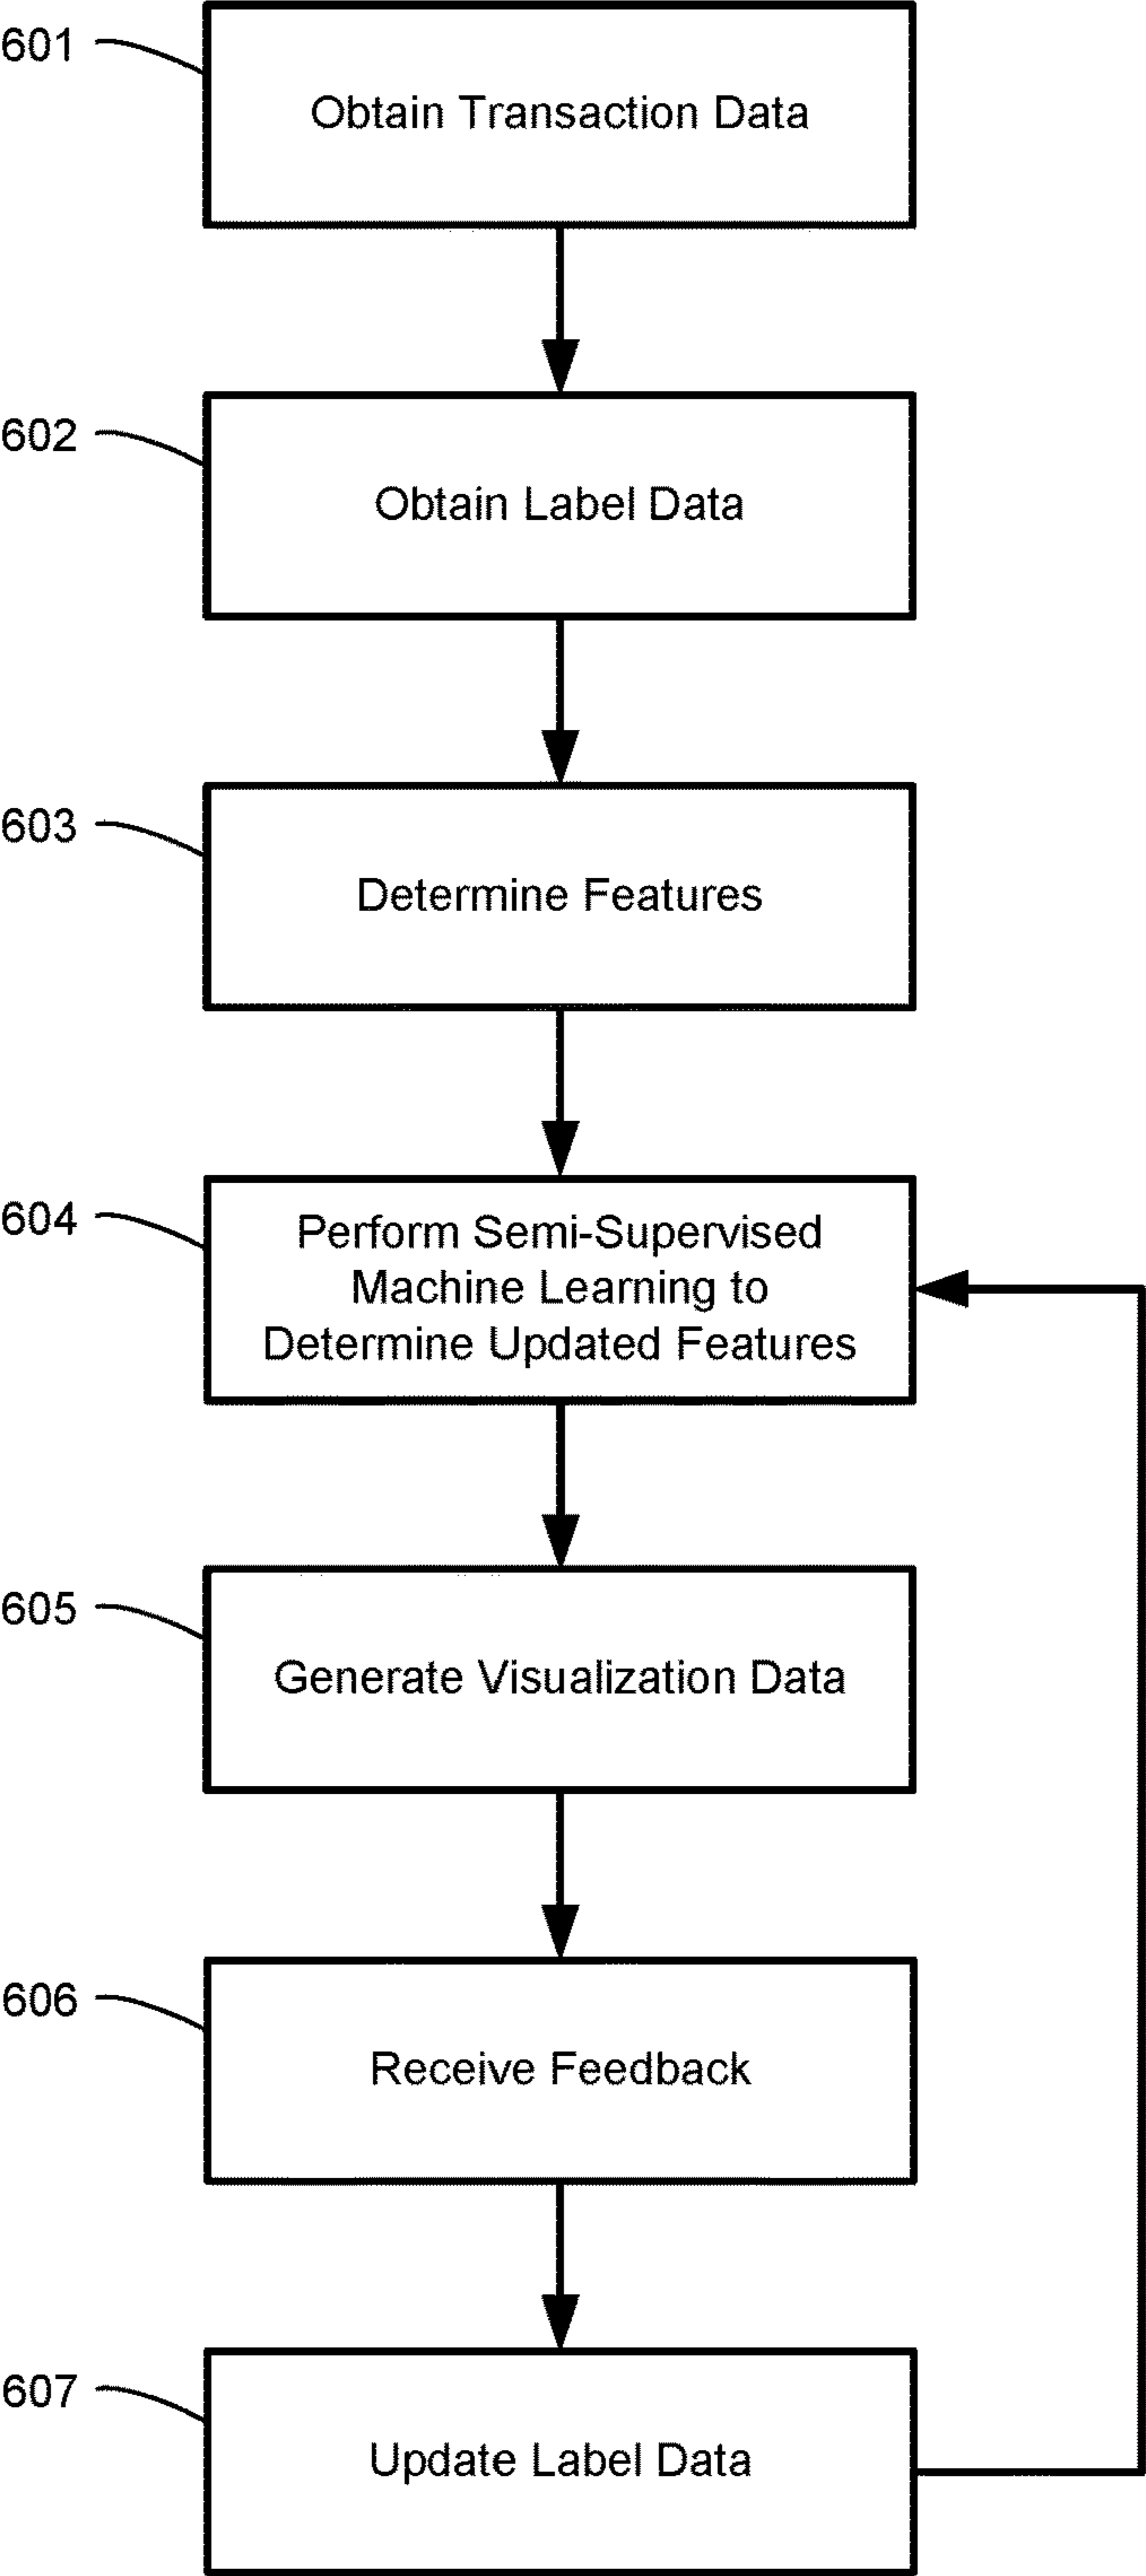 601
Obtain Transaction Data
602
Obtain Label Data
603
Determine Features
604
Perform Semi-Supervised
Machine Learning to
Determine Updated Features
605
Generate Visualization Data
606
Receive Feedback
607
Update Label Data